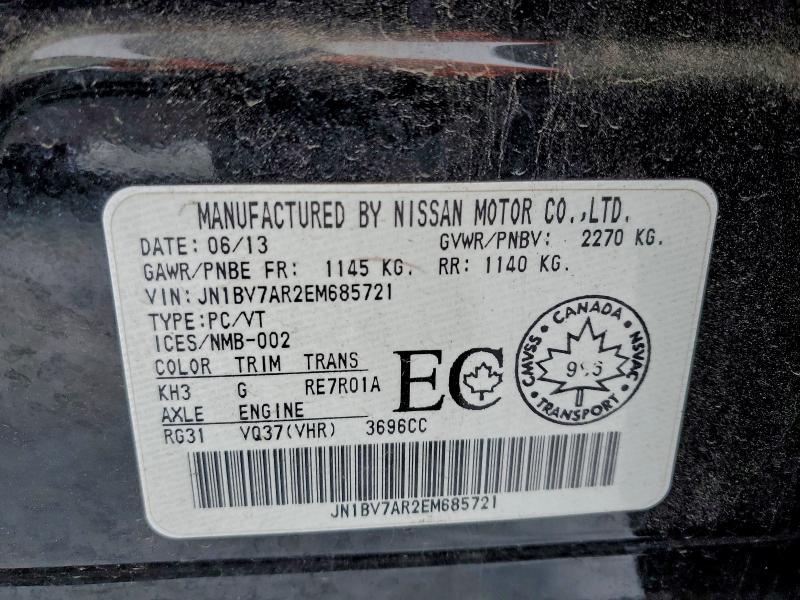 MANUFACTURED BY NISSAN MOTOR CO.,LTD.
DATE: 06/13 GVWR/PNBV: 2270 KG.
GAWR/PNBE FR: 1145 KG. RR: 1140 KG.
VIN: JN1BV7AR2EM685721
TYPE:PC/VT
ICES/NMB-002
COLOR TRIM TRANS
KH3 G RE7R01A
AXLE ENGINE
RG31 VQ37(VHR) 3696CC
EC
CANADA
CMVSS NSVAC
TRANSPORT
JN1BV7AR2EM685721